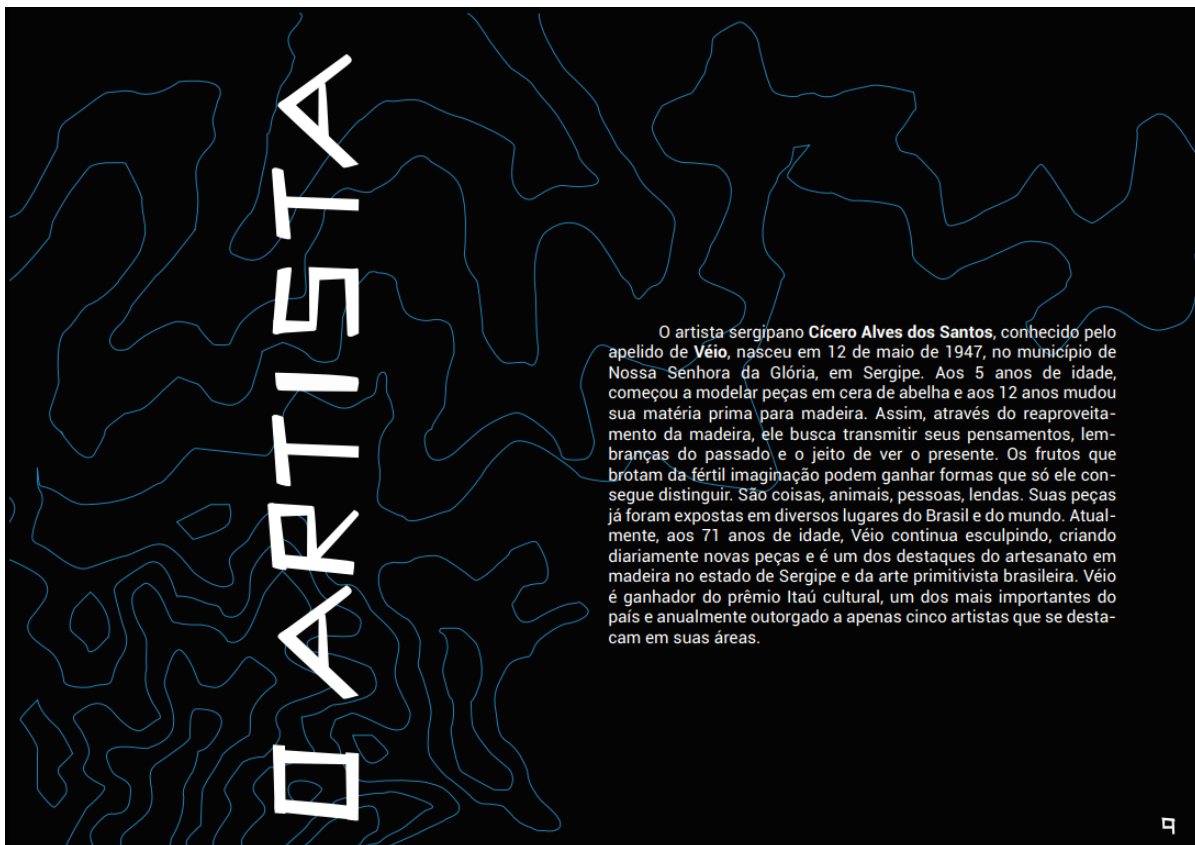 O ARTISTA
O artista sergipano Cícero Alves dos Santos, conhecido pelo
apelido de Véio, nasceu em 12 de maio de 1947, no município de
Nossa Senhora da Glória, em Sergipe. Aos 5 anos de idade,
começou a modelar peças em cera de abelha e aos 12 anos mudou
sua matéria prima para madeira. Assim, através do reaproveita-
mento da madeira, ele busca transmitir seus pensamentos, lem-
branças do passado e o jeito de ver o presente. Os frutos que
brotam da fértil imaginação podem ganhar formas que só ele con-
segue distinguir. São coisas, animais, pessoas, lendas. Suas peças
já foram expostas em diversos lugares do Brasil e do mundo. Atual-
mente, aos 71 anos de idade, Véio continua esculpindo, criando
diariamente novas peças e é um dos destaques do artesanato em
madeira no estado de Sergipe e da arte primitivista brasileira. Véio
é ganhador do prêmio Itaú cultural, um dos mais importantes do
país e anualmente outorgado a apenas cinco artistas que se desta-
cam em suas áreas.
9